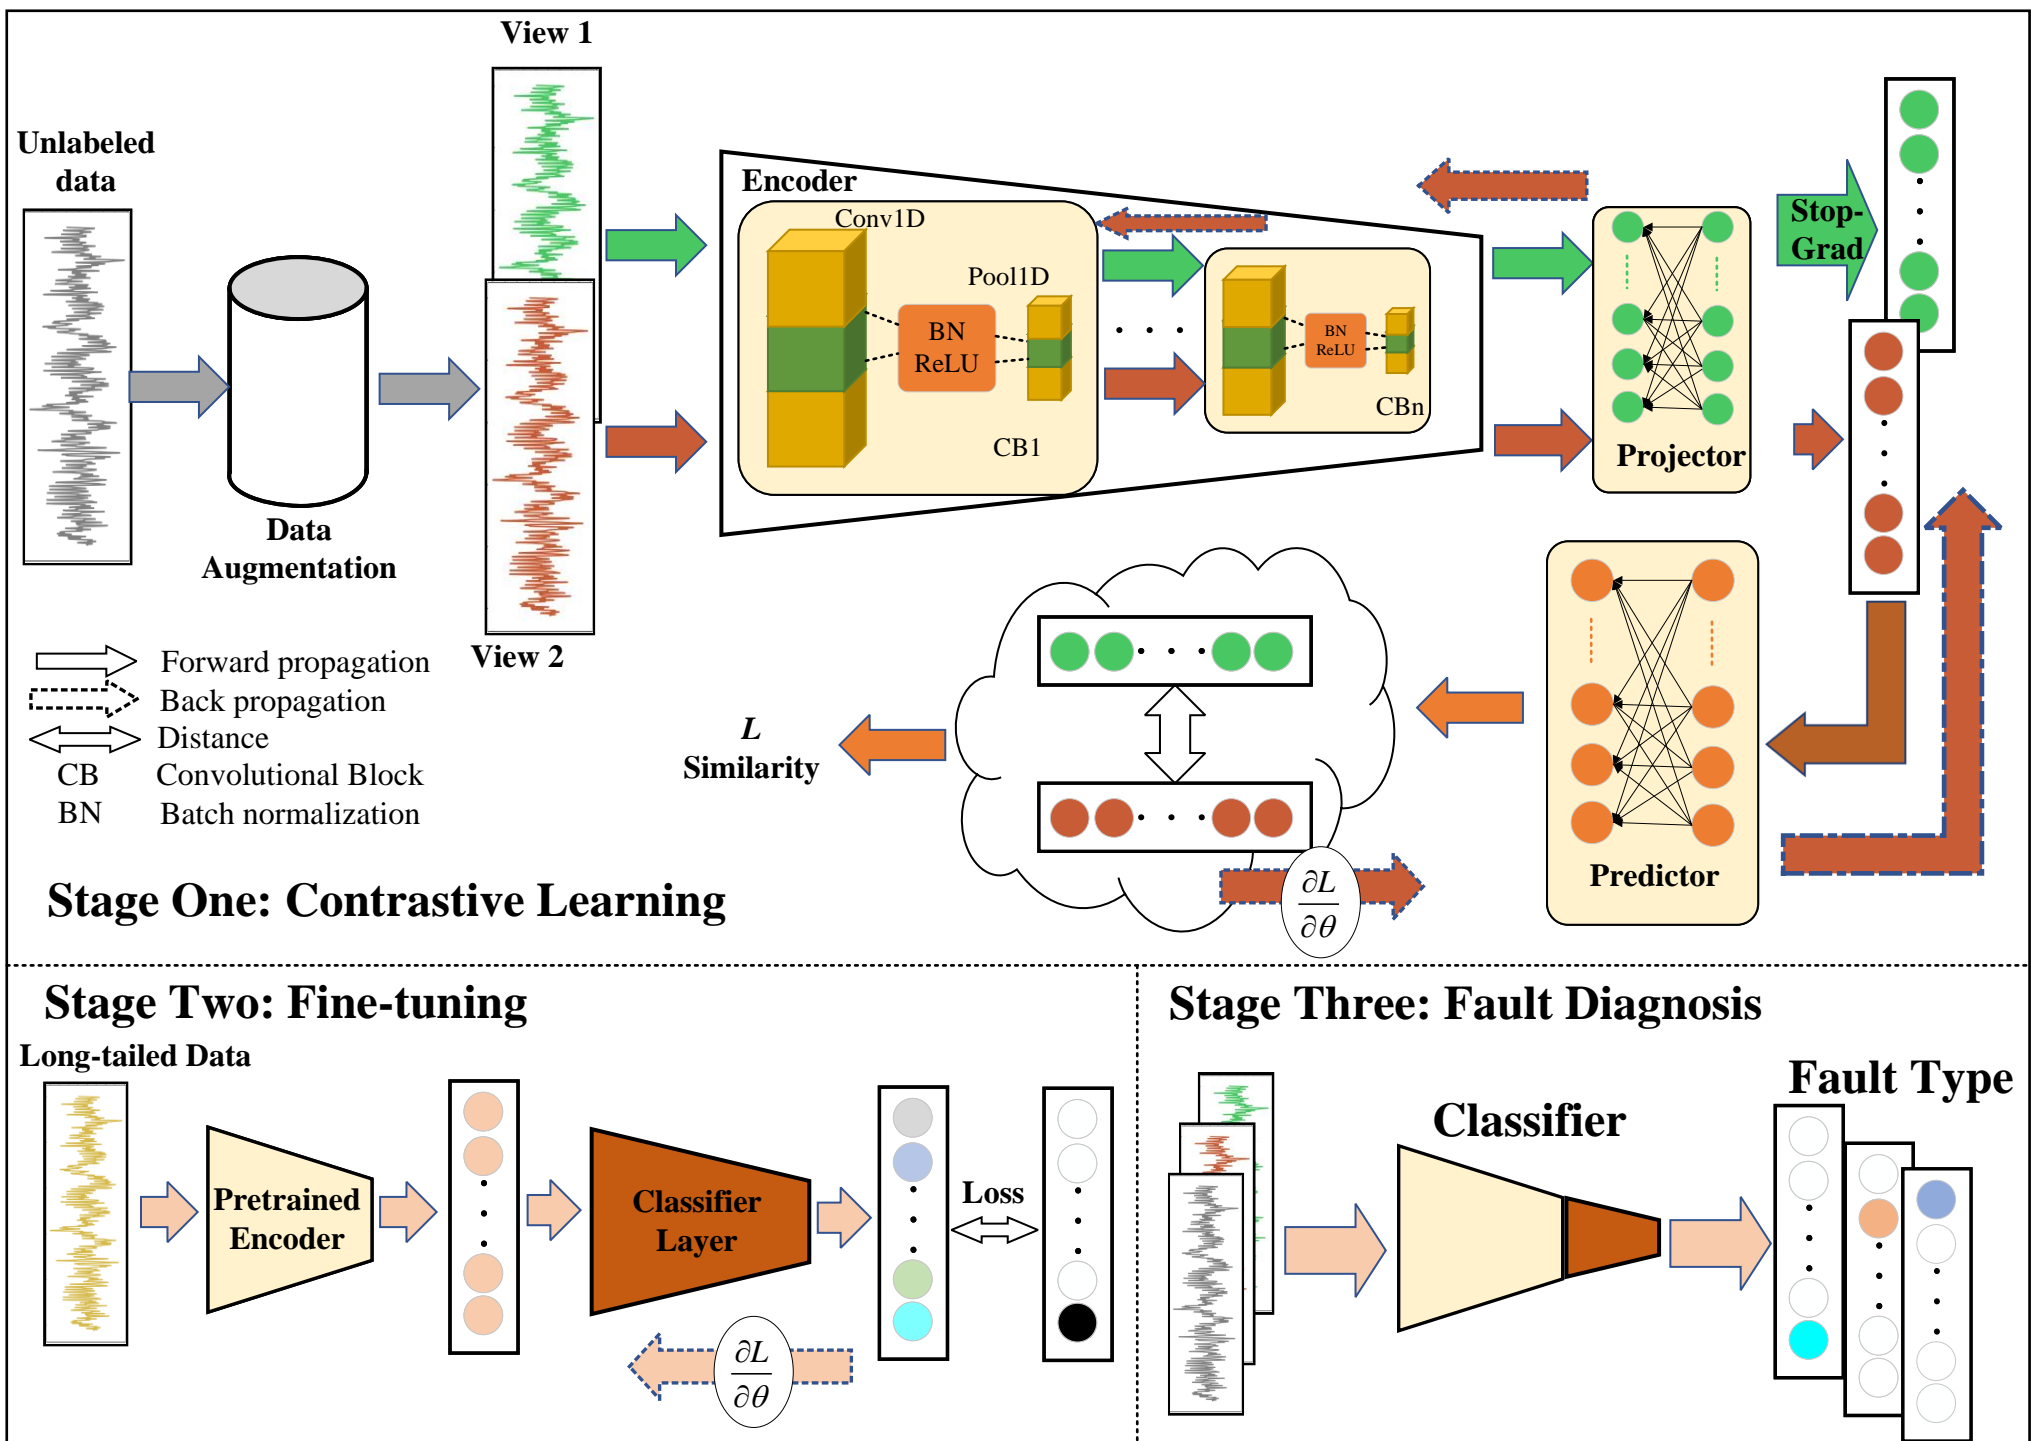 View 1
Unlabeled
data
Encoder
Conv1D
Pool1D
BN
ReLU
CB1
. . .
BN
ReLU
CBn
Projector
Stop-
Grad
Data
Augmentation
View 2
Forward propagation
Back propagation
Distance
CB Convolutional Block
BN Batch normalization
L
Similarity
∂L
∂θ
Predictor
Stage One: Contrastive Learning
Stage Two: Fine-tuning
Long-tailed Data
Pretrained
Encoder
Classifier
Layer
Loss
∂L
∂θ
Stage Three: Fault Diagnosis
Classifier
Fault Type